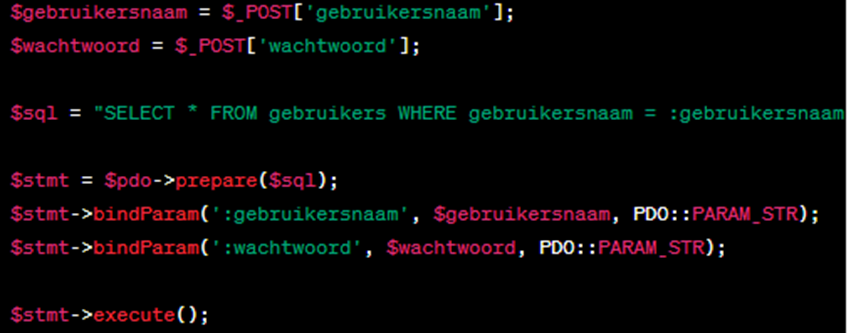 $gebruikersnaam = $_POST['gebruikersnaam'];
$wachtwoord = $_POST['wachtwoord'];
$sql = "SELECT * FROM gebruikers WHERE gebruikersnaam = :gebruikersnaam
$stmt = $pdo->prepare($sql);
$stmt->bindParam(':gebruikersnaam', $gebruikersnaam, PDO::PARAM_STR);
$stmt->bindParam(':wachtwoord', $wachtwoord, PDO::PARAM_STR);
$stmt->execute();